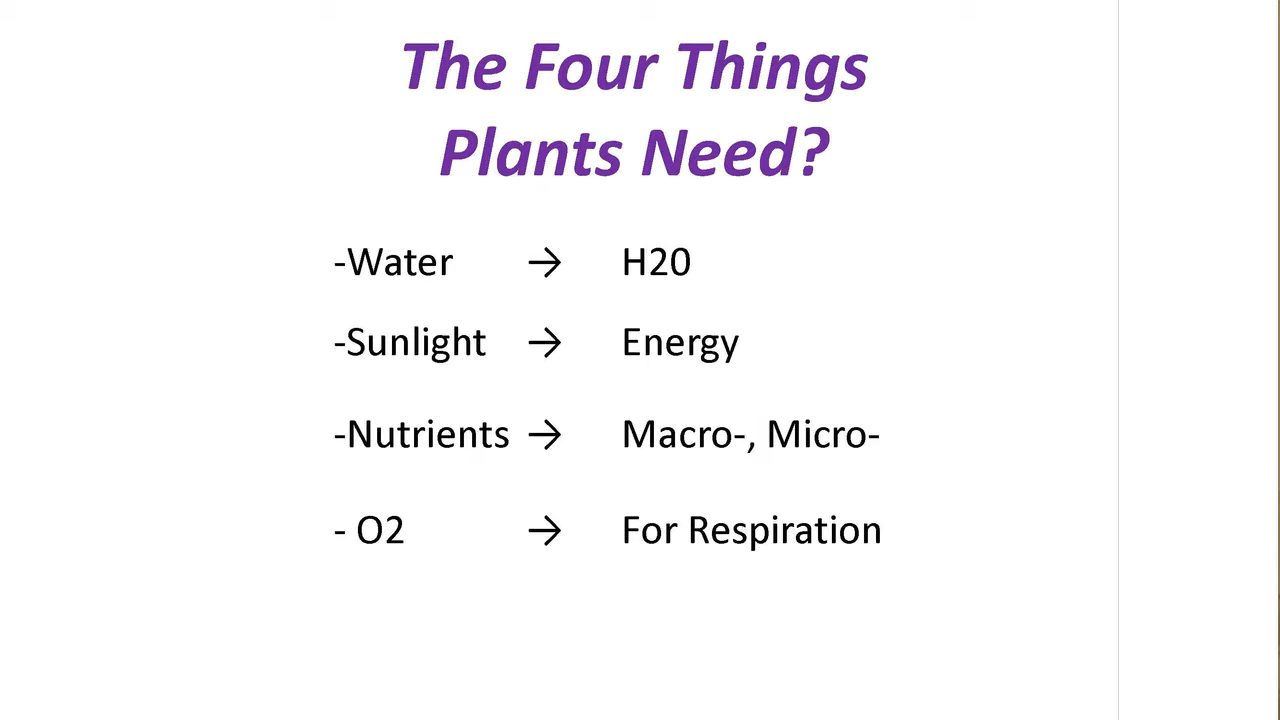 The Four Things
Plants Need?
-Water → H20
-Sunlight → Energy
-Nutrients → Macro-, Micro-
- O2 → For Respiration